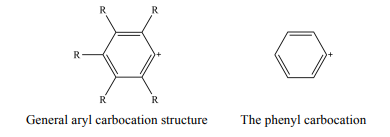 R R
R +
+
R R
General aryl carbocation structure The phenyl carbocation